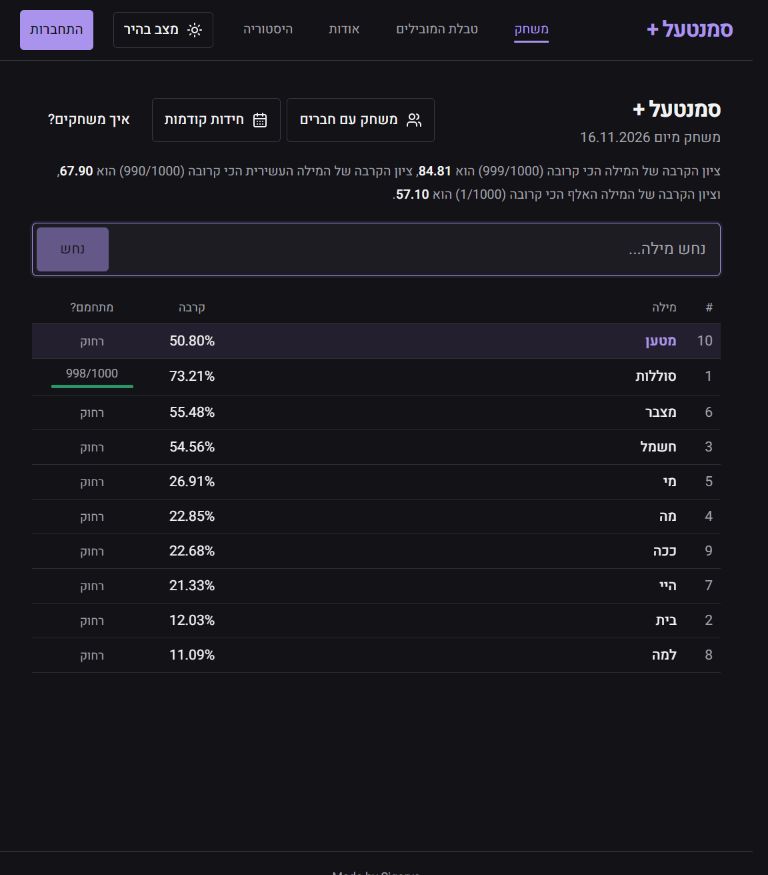 סמנטעל + משחק טבלת המובילים אודות היסטוריה מצב בהיר התחברות
סמנטעל + משחק עם חברים חידות קודמות איך משחקים?
משחק מיום 16.11.2026
ציון הקרבה של המילה הכי קרובה (999/1000) הוא 84.81, ציון הקרבה של המילה העשירית הכי קרובה (990/1000) הוא 67.90,
וציון הקרבה של המילה האלף הכי קרובה (1/1000) הוא 57.10.
נחש מילה... נחש
# מילה קרבה מתחמם?
10 מטען 50.80% רחוק
1 סוללות 73.21% 998/1000
6 מצבר 55.48% רחוק
3 חשמל 54.56% רחוק
5 מי 26.91% רחוק
4 מה 22.85% רחוק
9 ככה 22.68% רחוק
7 היי 21.33% רחוק
2 בית 12.03% רחוק
8 למה 11.09% רחוק